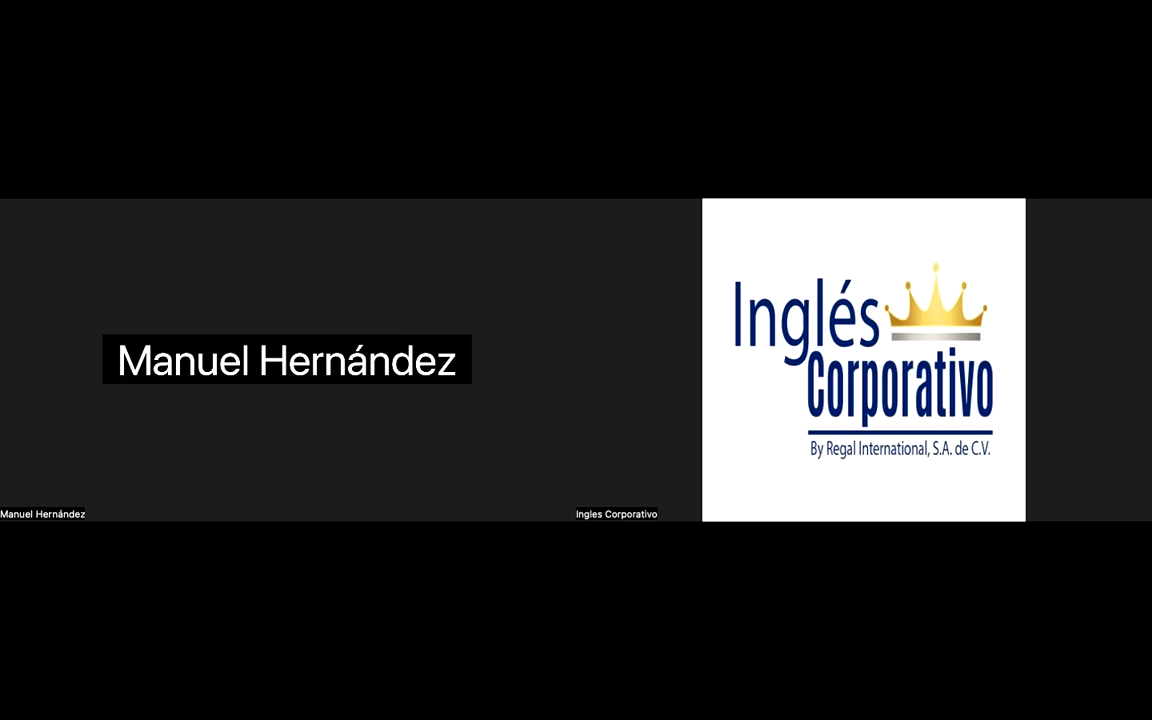 Manuel Hernández
Manuel Hernández
Inglés
Corporativo
By Regal International, S.A. de C.V.
Ingles Corporativo